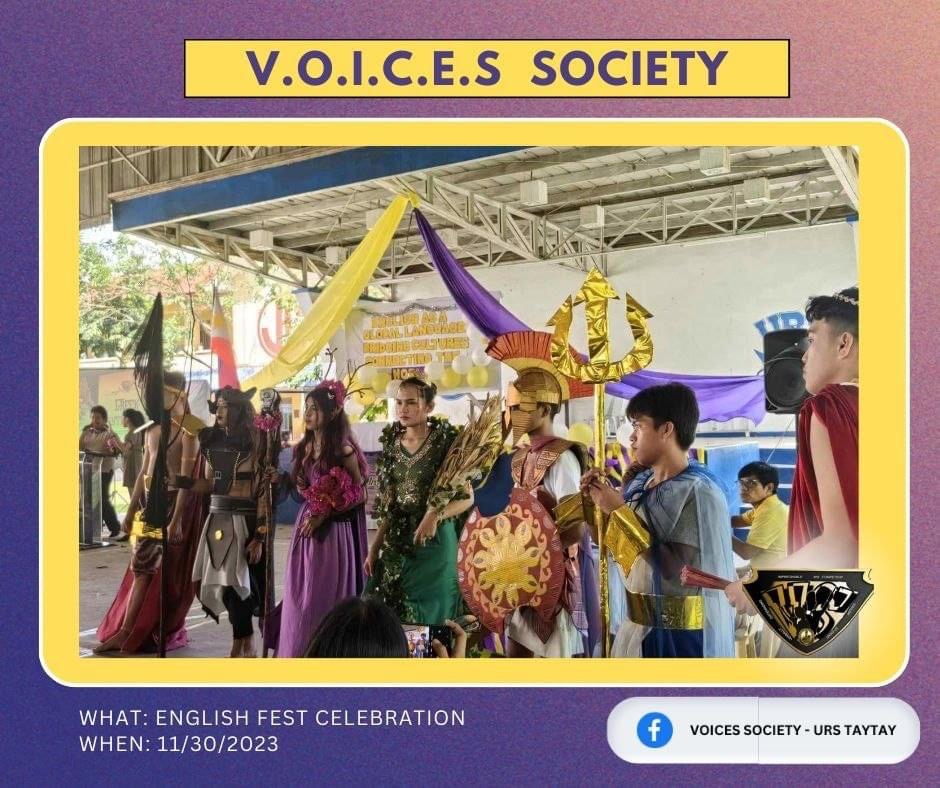 V.O.I.C.E.S SOCIETY
ENGLISH AS A
GLOBAL LANGUAGE
CULTURES
CONNECTING THE
URS
WHAT: ENGLISH FEST CELEBRATION
WHEN: 11/30/2023
VOICES SOCIETY - URS TAYTAY